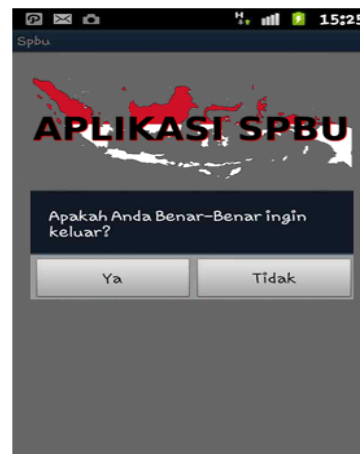 H
15:25
Spbu
APLIKASI SPBU
Apakah Anda Benar-Benar ingin
keluar?
Ya
Tidak